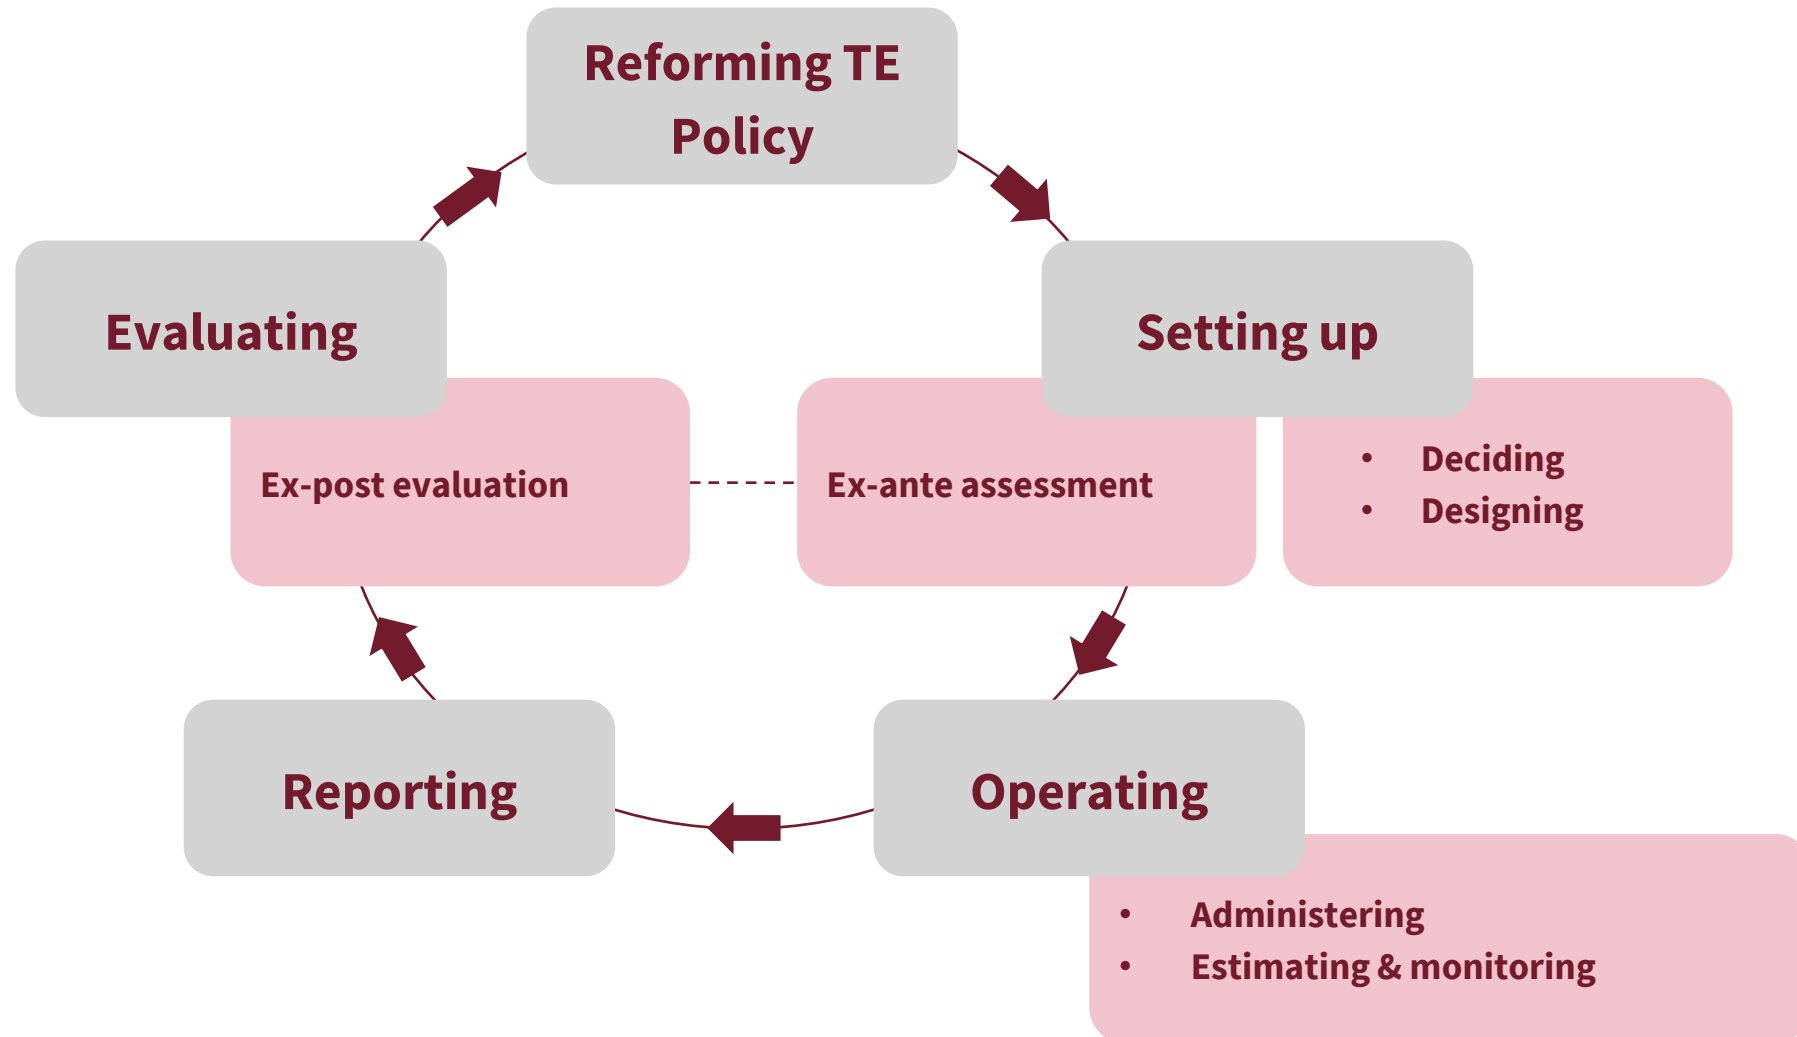 Reforming TE
Policy
Evaluating
Setting up
Ex-post evaluation
Ex-ante assessment
• Deciding
• Designing
Reporting
Operating
• Administering
• Estimating & monitoring